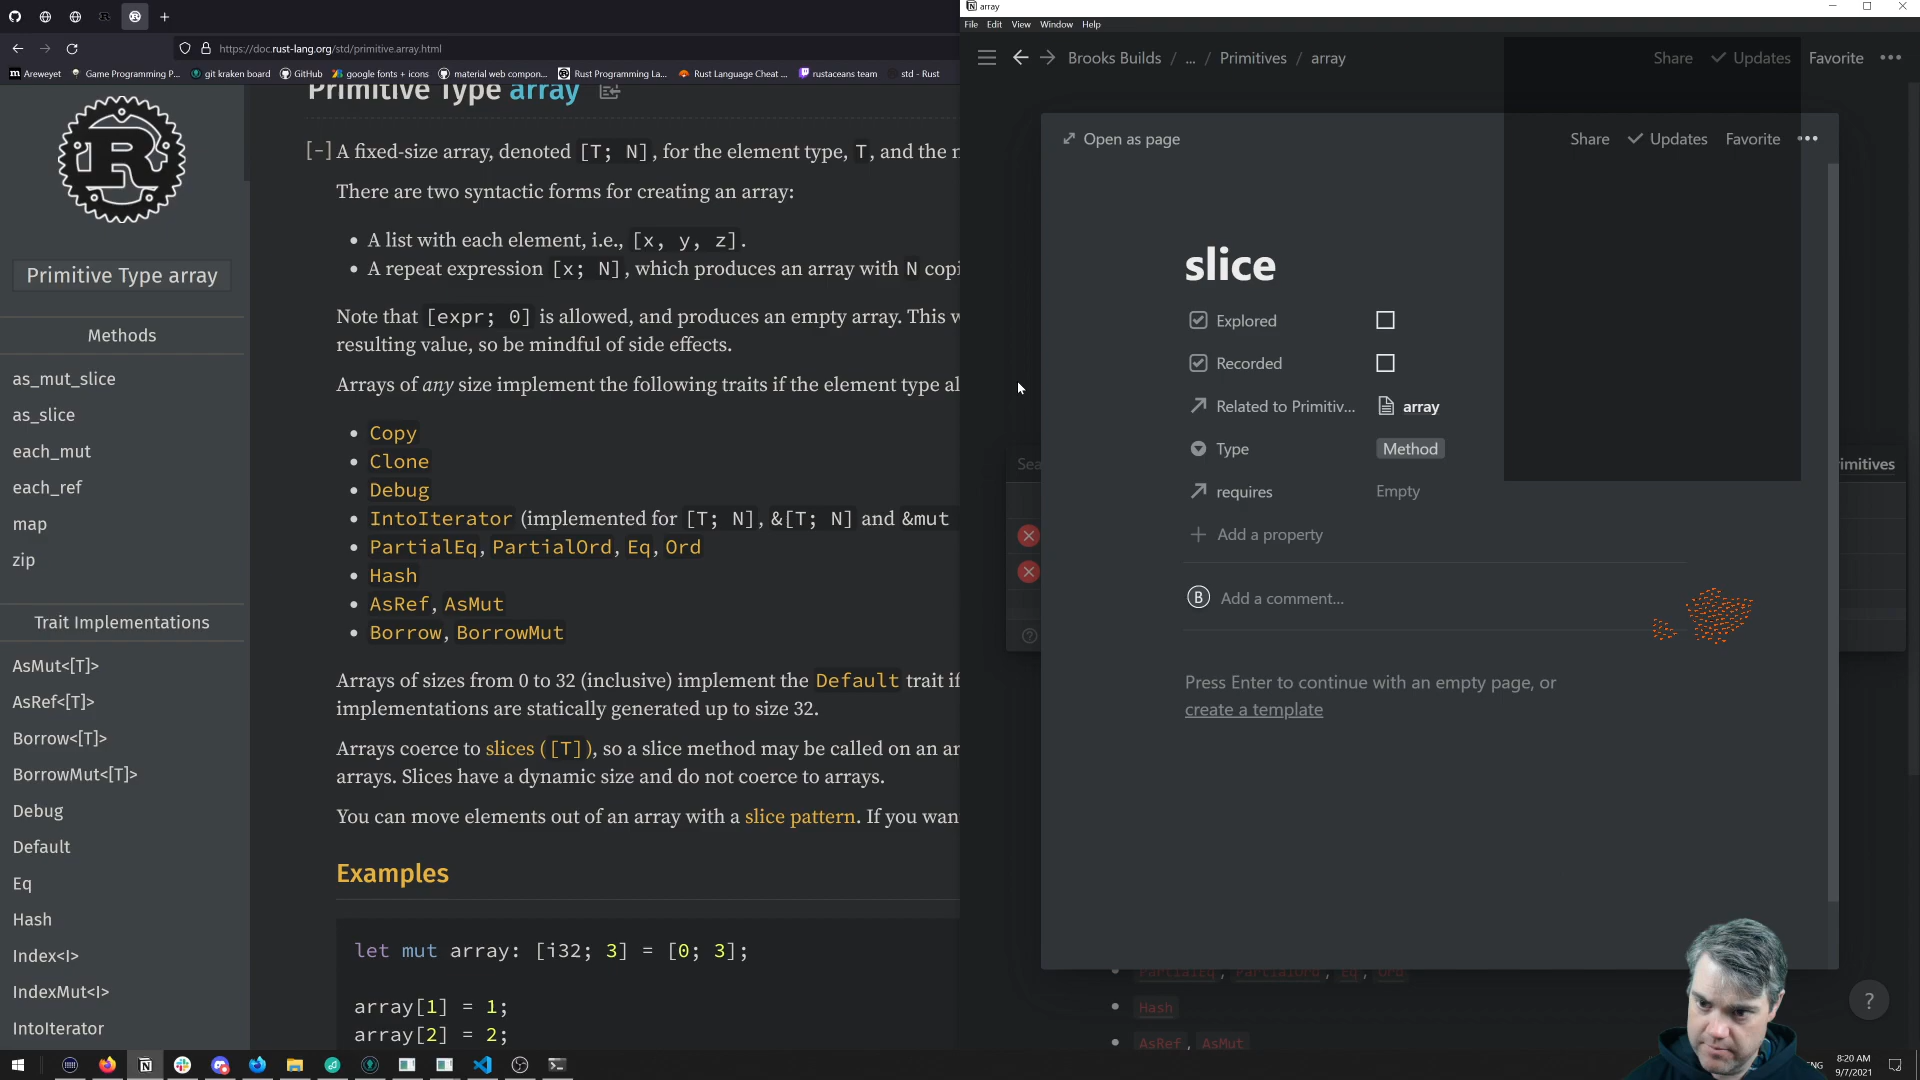 https://doc.rust-lang.org/std/primitive.array.html
Areweyet
Game Programming P...
git kraken board
GitHub
google fonts + icons
material web compon...
Rust Programming La...
Rust Language Cheat ...
rustaceans team
std - Rust
Primitive Type array
Methods
as_mut_slice
as_slice
each_mut
each_ref
map
zip
Trait Implementations
AsMut<[T]>
AsRef<[T]>
Borrow<[T]>
BorrowMut<[T]>
Debug
Default
Eq
Hash
Index<I>
IndexMut<I>
IntoIterator
Primitive Type array
[-] A fixed-size array, denoted [T; N], for the element type, T, and the n
There are two syntactic forms for creating an array:
• A list with each element, i.e., [x, y, z].
• A repeat expression [x; N], which produces an array with N copi
Note that [expr; 0] is allowed, and produces an empty array. This w
resulting value, so be mindful of side effects.
Arrays of any size implement the following traits if the element type al
• Copy
• Clone
• Debug
• IntoIterator (implemented for [T; N], &[T; N] and &mut
• PartialEq, PartialOrd, Eq, Ord
• Hash
• AsRef, AsMut
• Borrow, BorrowMut
Arrays of sizes from 0 to 32 (inclusive) implement the Default trait if
implementations are statically generated up to size 32.
Arrays coerce to slices ([T]), so a slice method may be called on an ar
arrays. Slices have a dynamic size and do not coerce to arrays.
You can move elements out of an array with a slice pattern. If you wan
Examples
let mut array: [i32; 3] = [0; 3];
array[1] = 1;
array[2] = 2;
array
File Edit View Window Help
Brooks Builds / ... / Primitives / array
Share
Updates
Favorite
Open as page
Share
Updates
Favorite
slice
Explored
Recorded
Related to Primitiv... array
Type Method
requires Empty
Add a property
B Add a comment...
Press Enter to continue with an empty page, or
create a template
Sea
imitives
PartialEq, PartialOrd, Eq, Ord
• Hash
• AsRef, AsMut
?
ENG
8:20 AM
9/7/2021